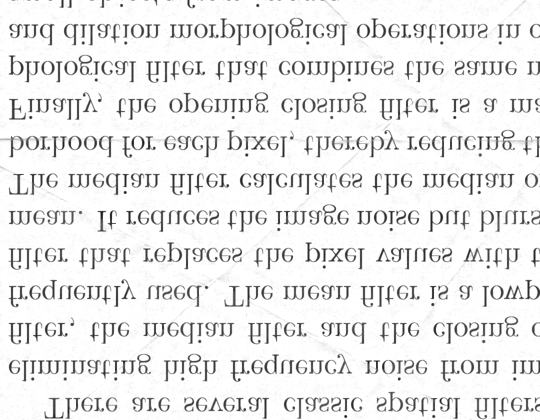 There are several classic spatial filters
eliminating high frequency noise from im
filter, the median filter and the closing o
frequently used. The mean filter is a lowp
filter that replaces the pixel values with t
mean. It reduces the image noise but blurs
The median filter calculates the median o
borhood for each pixel, thereby reducing th
Finally, the opening closing filter is a ma
phological filter that combines the same n
and dilation morphological operations in o